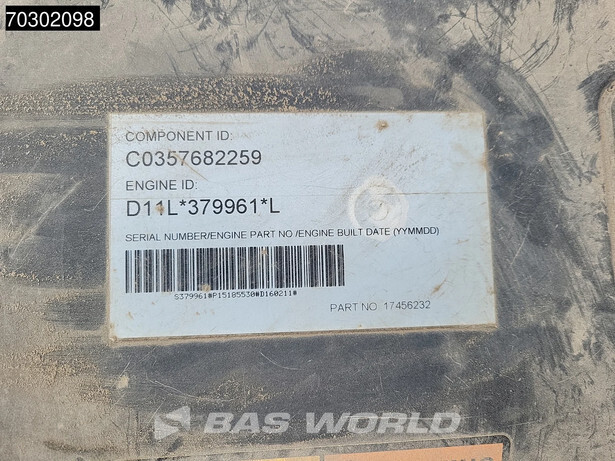 70302098
COMPONENT ID:
C0357682259
ENGINE ID:
D11L*379961*L
SERIAL NUMBER/ENGINE PART NO /ENGINE BUILT DATE (YYMMDD)
S379961#P15185530#D160211#
PART NO. 17456232
BAS WORLD